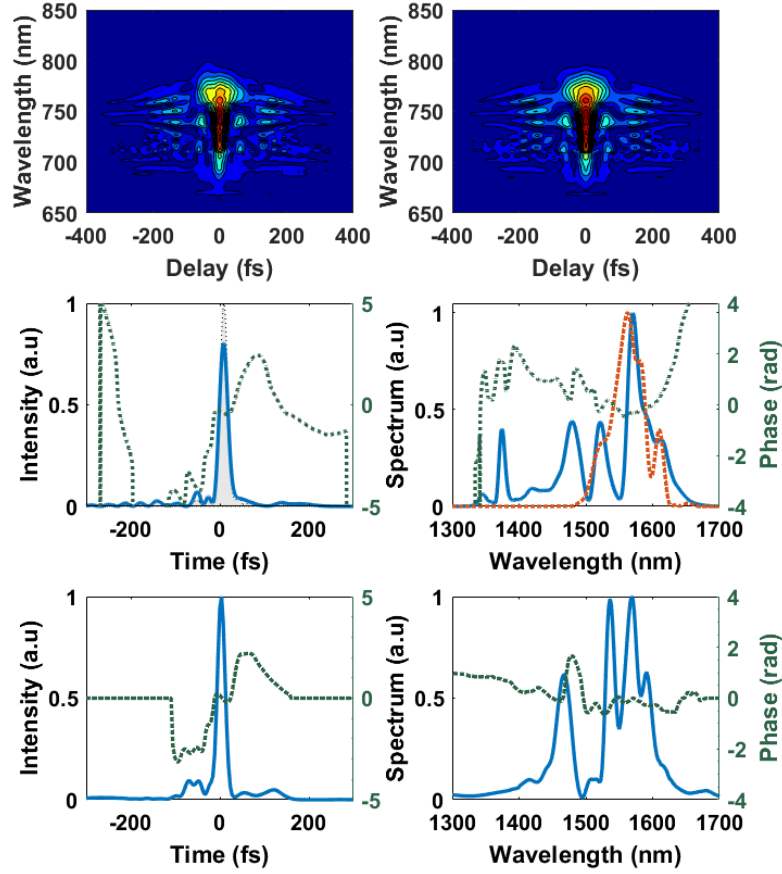 850 850
Wavelength (nm) Wavelength (nm)
800 800
750 750
700 700
650 650
-400 -200 0 200 400 -400 -200 0 200 400
Delay (fs) Delay (fs)
1 5 1 4
Intensity (a.u) Spectrum (a.u) Phase (rad)
2
0.5 0 0.5 0
-2
0 -5 0 -4
-200 0 200 1300 1400 1500 1600 1700
Time (fs) Wavelength (nm)
1 5 1 4
Intensity (a.u) Spectrum (a.u) Phase (rad)
2
0.5 0 0.5 0
-2
0 -5 0 -4
-200 0 200 1300 1400 1500 1600 1700
Time (fs) Wavelength (nm)